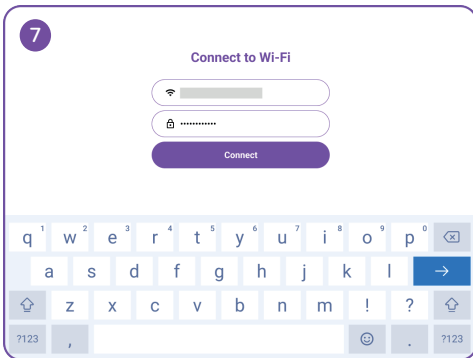 7
Connect to Wi-Fi
••••••••••••
Connect
q 1 w 2 e 3 r 4 t 5 y 6 u 7 i 8 o 9 p 0
a s d f g h j k l
z x c v b n m ! ?
?123 , . ?123